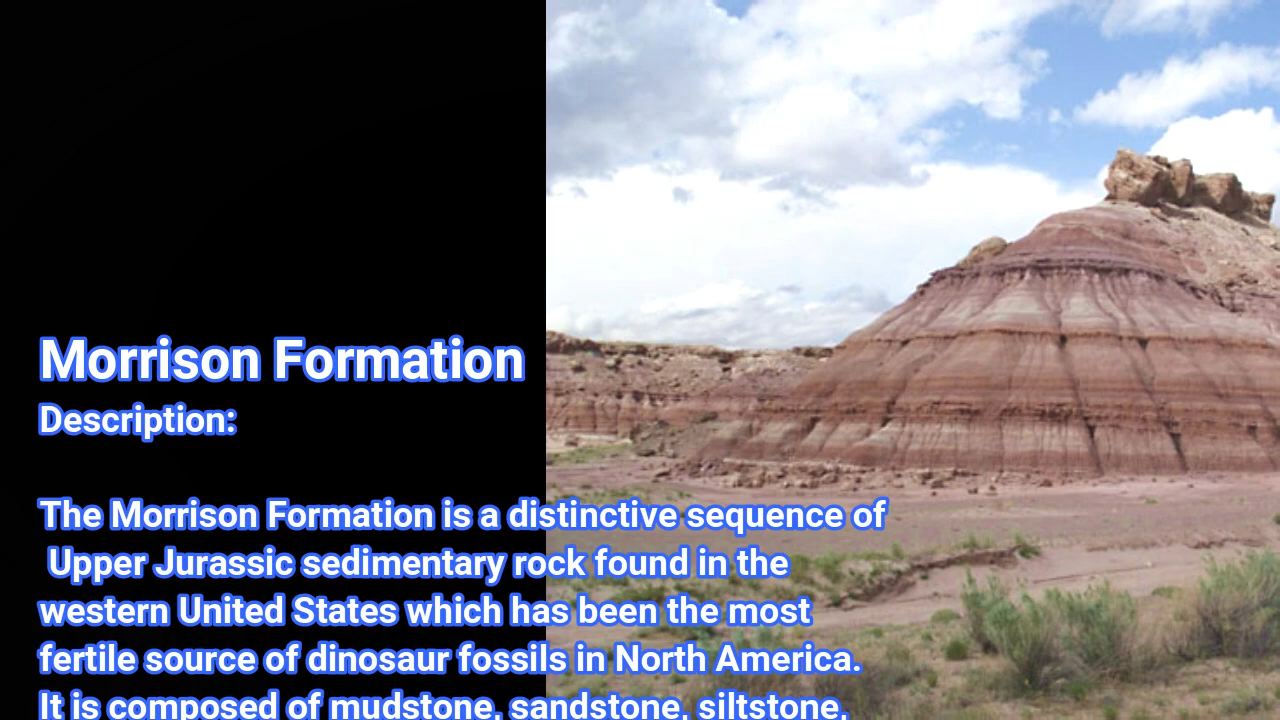 Morrison Formation
Description:
The Morrison Formation is a distinctive sequence of
Upper Jurassic sedimentary rock found in the
western United States which has been the most
fertile source of dinosaur fossils in North America.
It is composed of mudstone, sandstone, siltstone,